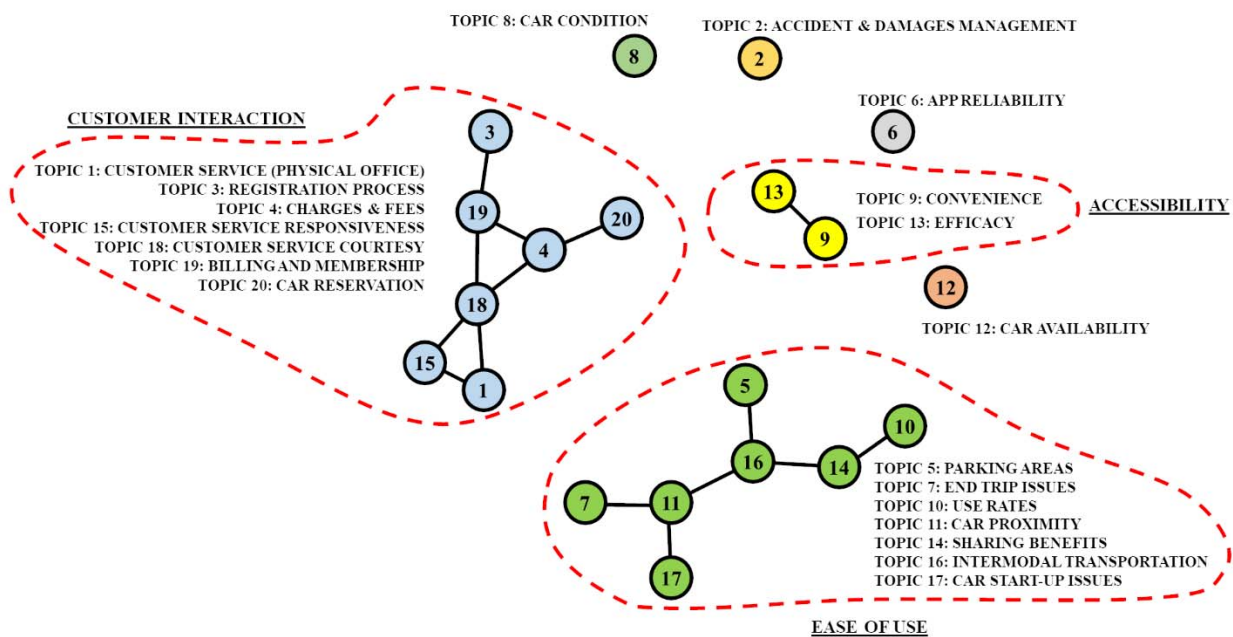 TOPIC 8: CAR CONDITION
8
TOPIC 2: ACCIDENT & DAMAGES MANAGEMENT
2
TOPIC 6: APP RELIABILITY
6
CUSTOMER INTERACTION
TOPIC 1: CUSTOMER SERVICE (PHYSICAL OFFICE)
TOPIC 3: REGISTRATION PROCESS
TOPIC 4: CHARGES & FEES
TOPIC 15: CUSTOMER SERVICE RESPONSIVENESS
TOPIC 18: CUSTOMER SERVICE COURTESY
TOPIC 19: BILLING AND MEMBERSHIP
TOPIC 20: CAR RESERVATION
3
19
20
4
18
15
1
13
9
TOPIC 9: CONVENIENCE
TOPIC 13: EFFICACY
ACCESSIBILITY
12
TOPIC 12: CAR AVAILABILITY
5
10
16
14
7
11
17
TOPIC 5: PARKING AREAS
TOPIC 7: END TRIP ISSUES
TOPIC 10: USE RATES
TOPIC 11: CAR PROXIMITY
TOPIC 14: SHARING BENEFITS
TOPIC 16: INTERMODAL TRANSPORTATION
TOPIC 17: CAR START-UP ISSUES
EASE OF USE